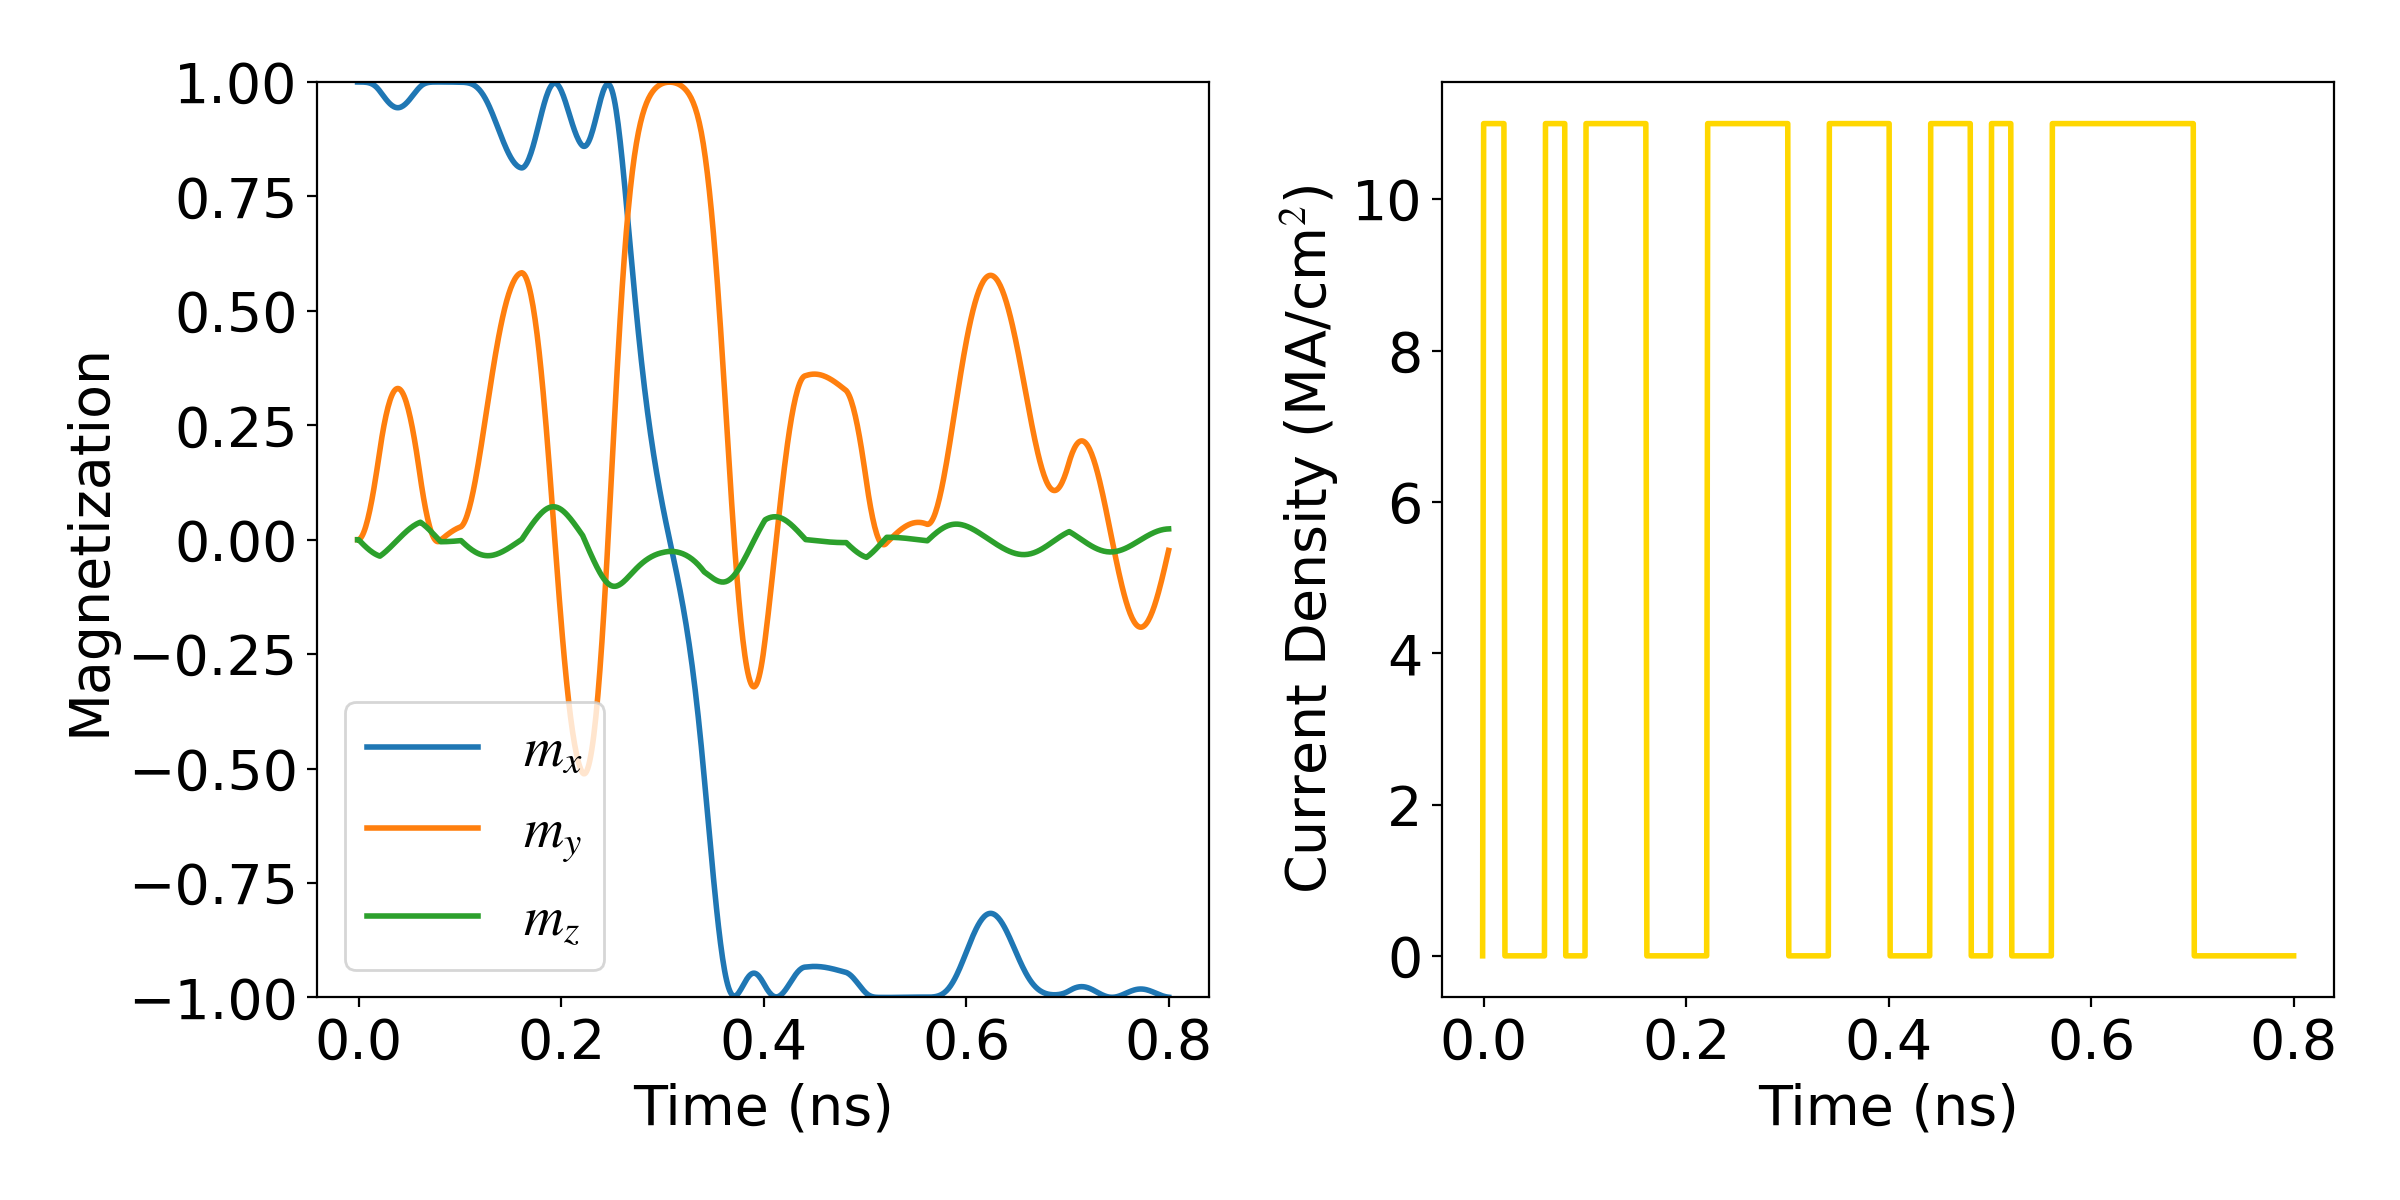 1.00
0.75
0.50
0.25
0.00
−0.25
−0.50
−0.75
−1.00
Magnetization
m_x
m_y
m_z
0.0 0.2 0.4 0.6 0.8
Time (ns)
10
8
6
4
2
0
Current Density (MA/cm²)
0.0 0.2 0.4 0.6 0.8
Time (ns)